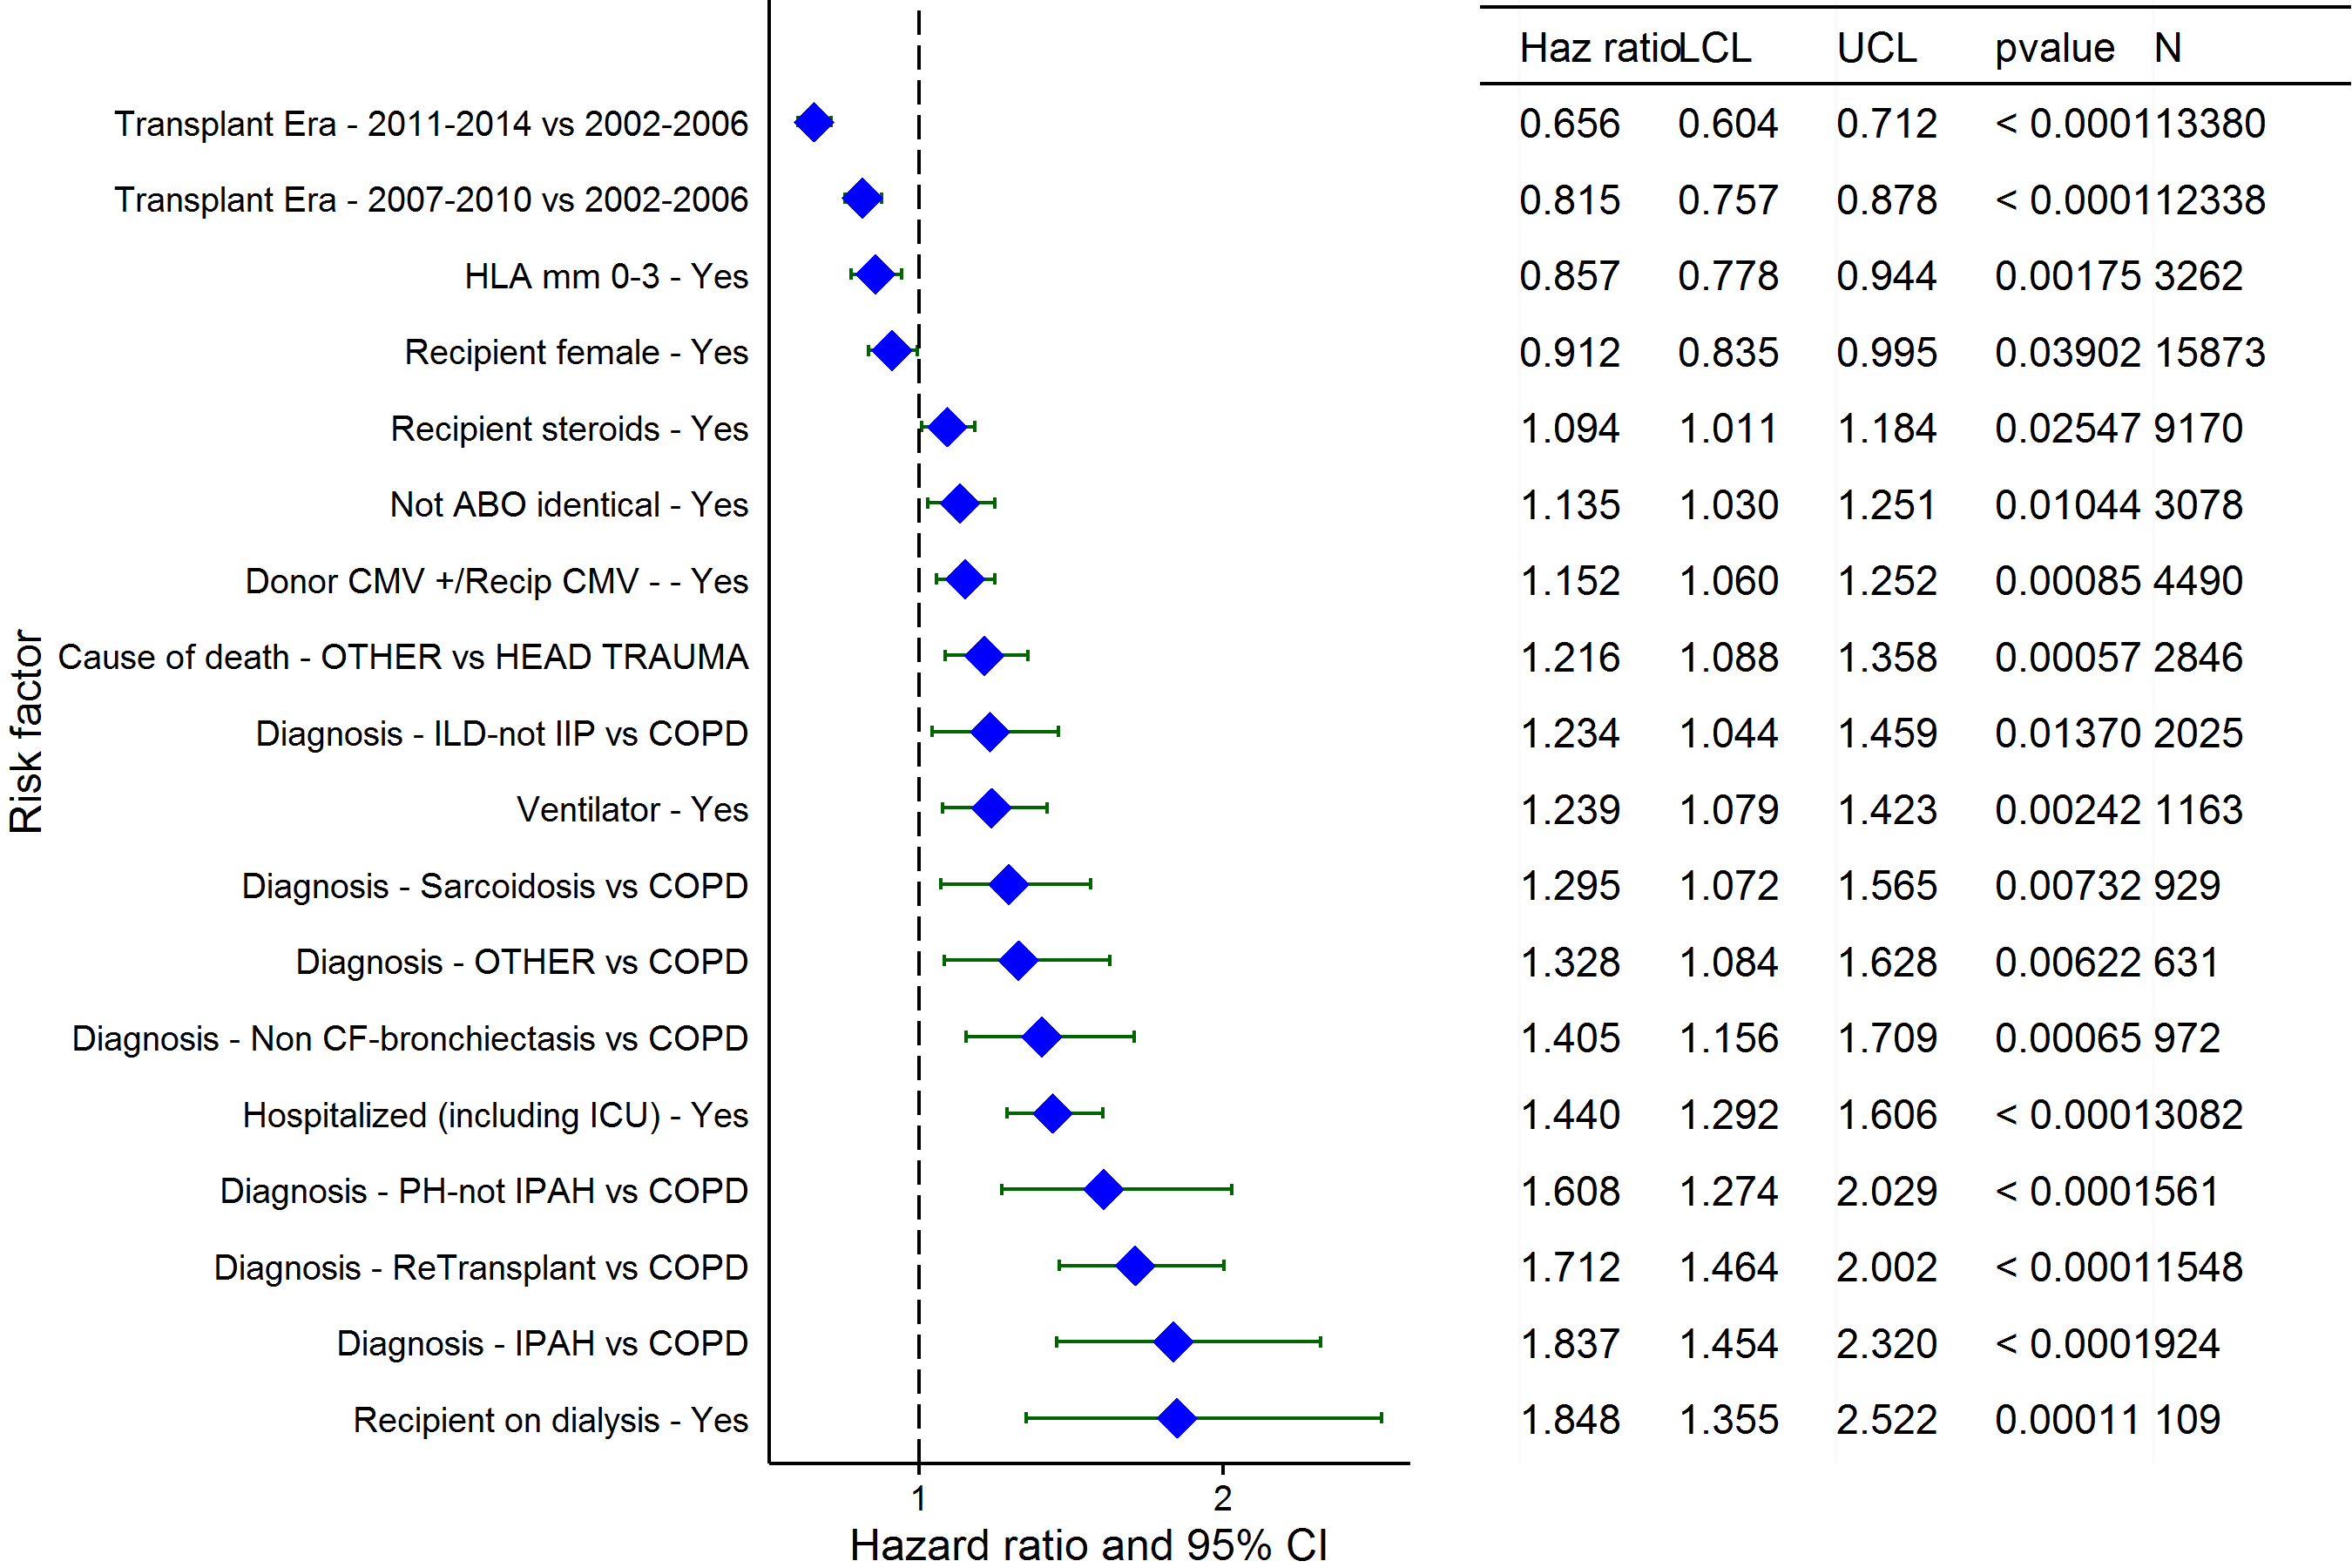 Haz ratio LCL UCL pvalue N
Transplant Era - 2011-2014 vs 2002-2006 0.656 0.604 0.712 < 0.0001 13380
Transplant Era - 2007-2010 vs 2002-2006 0.815 0.757 0.878 < 0.0001 12338
HLA mm 0-3 - Yes 0.857 0.778 0.944 0.00175 3262
Recipient female - Yes 0.912 0.835 0.995 0.03902 15873
Recipient steroids - Yes 1.094 1.011 1.184 0.02547 9170
Not ABO identical - Yes 1.135 1.030 1.251 0.01044 3078
Donor CMV +/Recip CMV - - Yes 1.152 1.060 1.252 0.00085 4490
Cause of death - OTHER vs HEAD TRAUMA 1.216 1.088 1.358 0.00057 2846
Diagnosis - ILD-not IIP vs COPD 1.234 1.044 1.459 0.01370 2025
Ventilator - Yes 1.239 1.079 1.423 0.00242 1163
Diagnosis - Sarcoidosis vs COPD 1.295 1.072 1.565 0.00732 929
Diagnosis - OTHER vs COPD 1.328 1.084 1.628 0.00622 631
Diagnosis - Non CF-bronchiectasis vs COPD 1.405 1.156 1.709 0.00065 972
Hospitalized (including ICU) - Yes 1.440 1.292 1.606 < 0.0001 3082
Diagnosis - PH-not IPAH vs COPD 1.608 1.274 2.029 < 0.0001 561
Diagnosis - ReTransplant vs COPD 1.712 1.464 2.002 < 0.0001 1548
Diagnosis - IPAH vs COPD 1.837 1.454 2.320 < 0.0001 924
Recipient on dialysis - Yes 1.848 1.355 2.522 0.00011 109
Risk factor
1 2
Hazard ratio and 95% CI